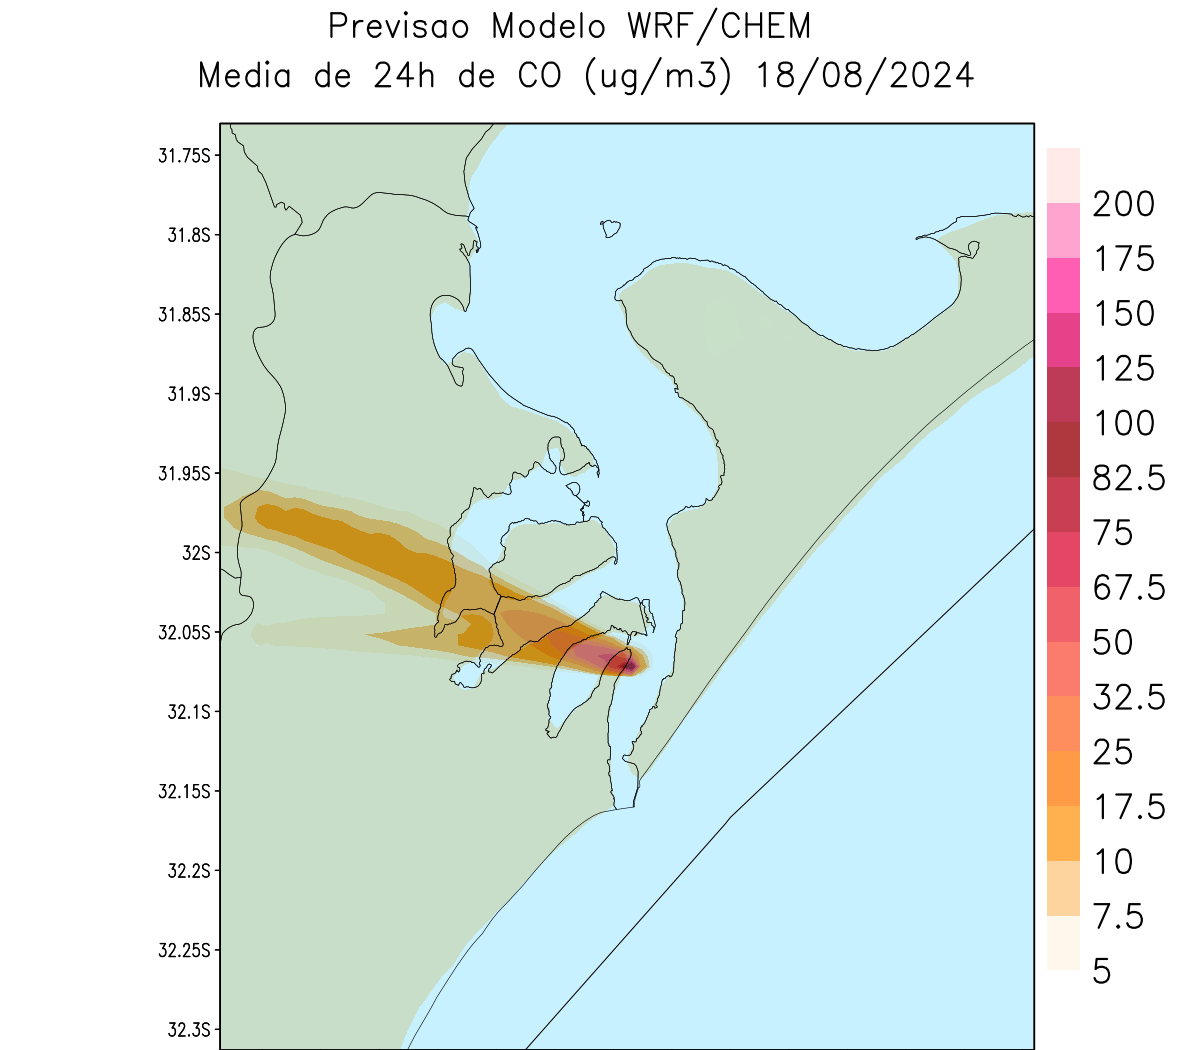 Previsao Modelo WRF/CHEM
Media de 24h de CO (ug/m3) 18/08/2024
31.75S
31.8S
31.85S
31.9S
31.95S
32S
32.05S
32.1S
32.15S
32.2S
32.25S
32.3S
200
175
150
125
100
82.5
75
67.5
50
32.5
25
17.5
10
7.5
5